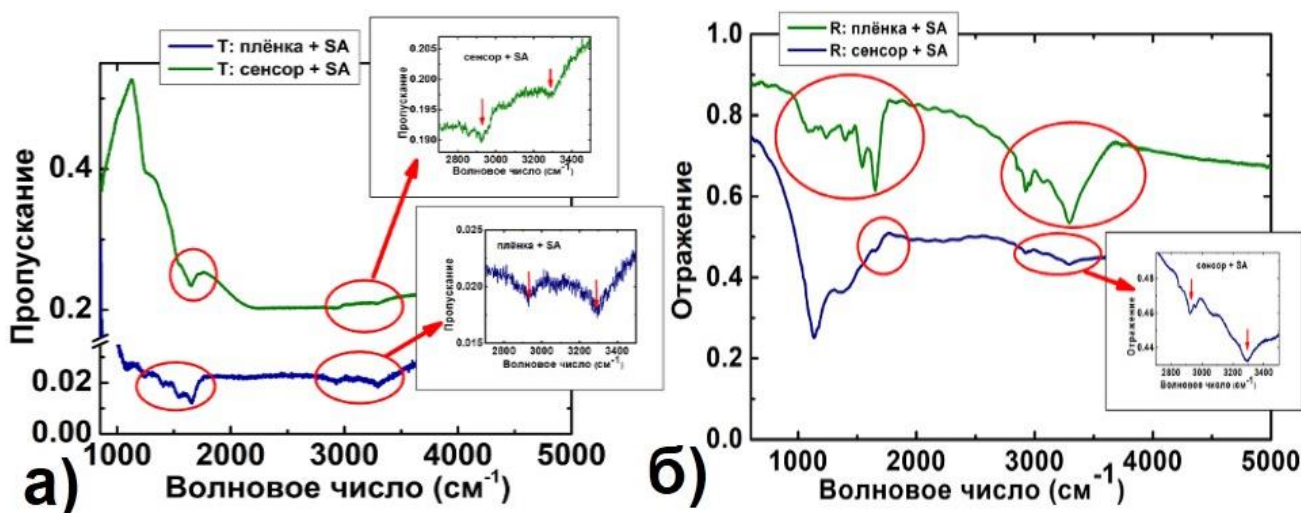 T: плёнка + SA
T: сенсор + SA
Пропускание
0.4
0.2
0.02
0.00
1000 2000 3000 4000 5000
Волновое число (см-1)
а)
сенсор + SA
Пропускание
0.205
0.200
0.195
0.190
2800 3000 3200 3400
Волновое число (см-1)
плёнка + SA
Пропускание
0.025
0.020
0.015
0.010
2800 3000 3200 3400
Волновое число (см-1)
R: плёнка + SA
R: сенсор + SA
Отражение
1.0
0.8
0.6
0.4
0.2
0.0
1000 2000 3000 4000 5000
Волновое число (см-1)
б)
сенсор + SA
Отражение
0.48
0.46
0.44
2800 3000 3200 3400
Волновое число (см-1)